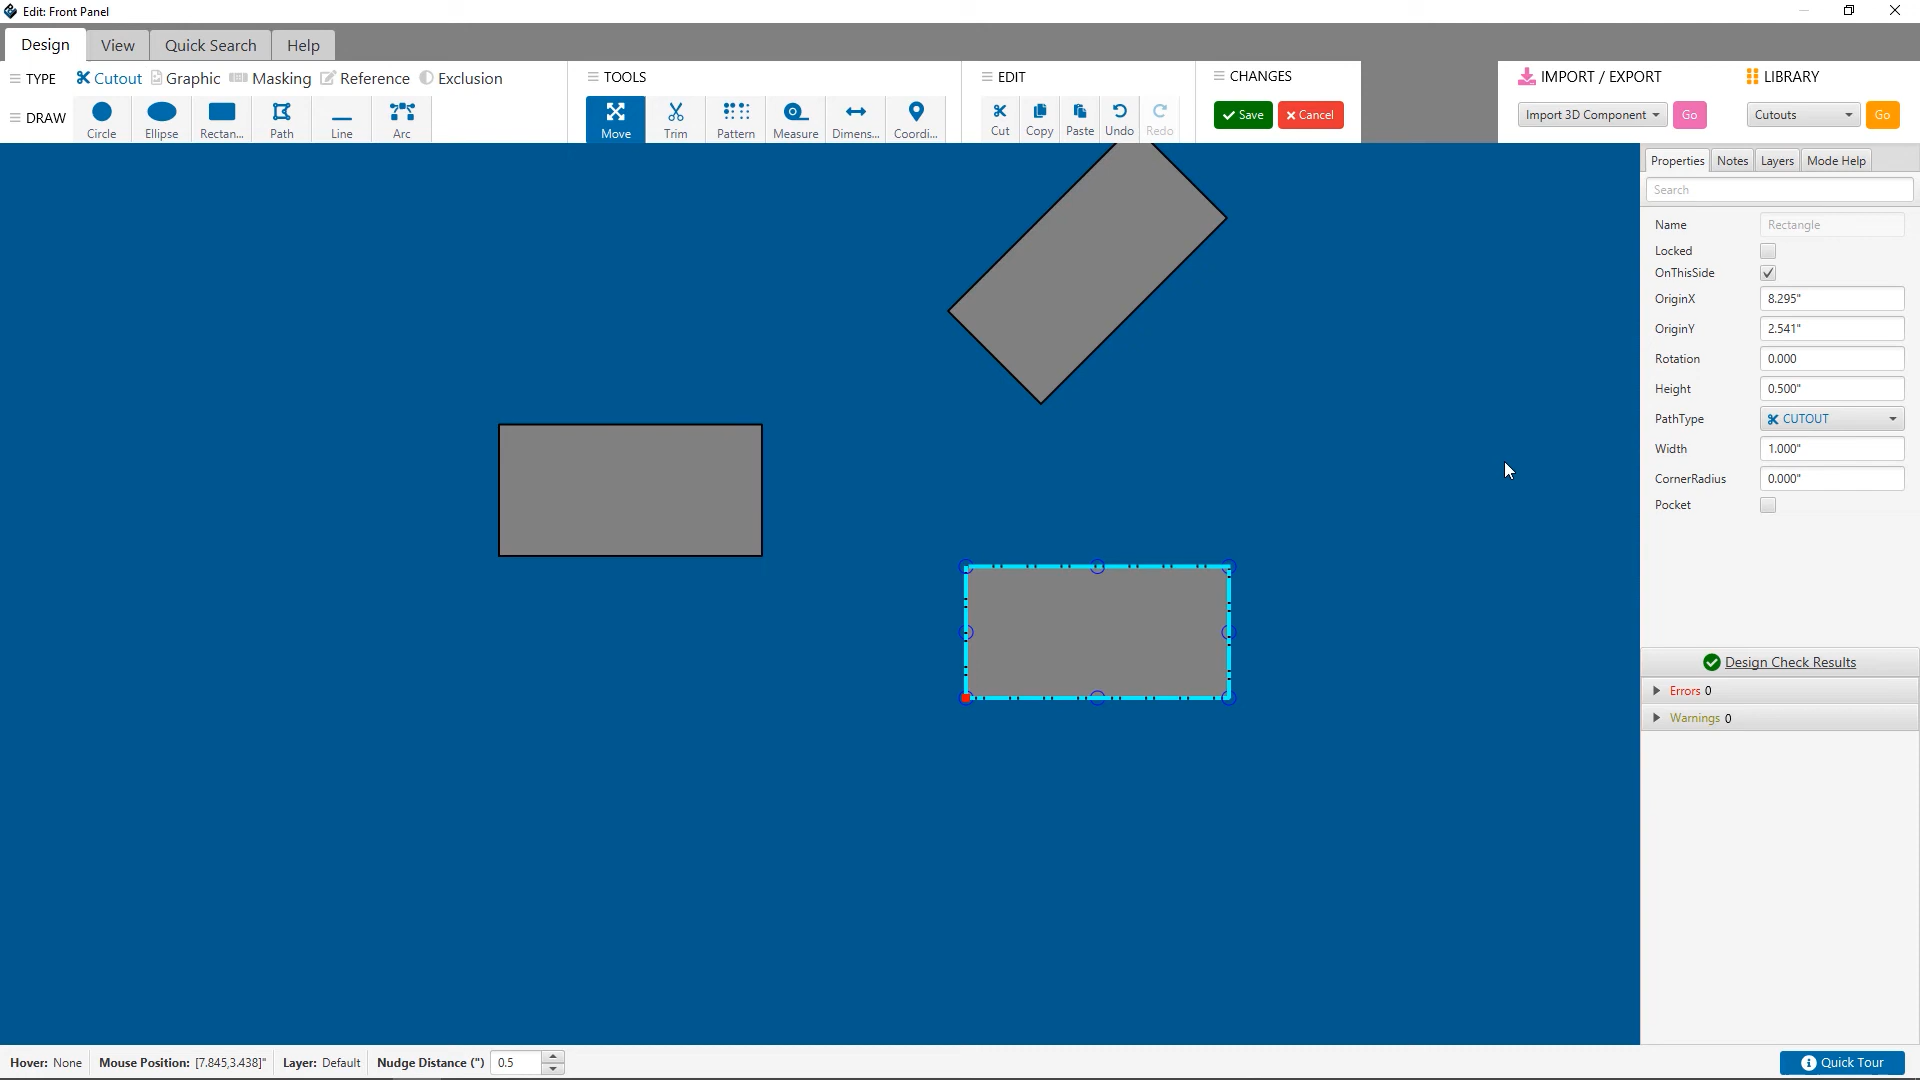 Edit: Front Panel
Design View Quick Search Help
TYPE Cutout Graphic Masking Reference Exclusion
DRAW Circle Ellipse Rectan... Path Line Arc
TOOLS
Move Trim Pattern Measure Dimens... Coordi...
EDIT
Cut Copy Paste Undo Redo
CHANGES
Save Cancel
IMPORT / EXPORT
Import 3D Component Go
LIBRARY
Cutouts Go
Properties Notes Layers Mode Help
Search
Name Rectangle
Locked
OnThisSide
OriginX 8.295"
OriginY 2.541"
Rotation 0.000
Height 0.500"
PathType CUTOUT
Width 1.000"
CornerRadius 0.000"
Pocket
Design Check Results
Errors 0
Warnings 0
Hover: None Mouse Position: [7.845,3.438]" Layer: Default Nudge Distance (") 0.5 Quick Tour